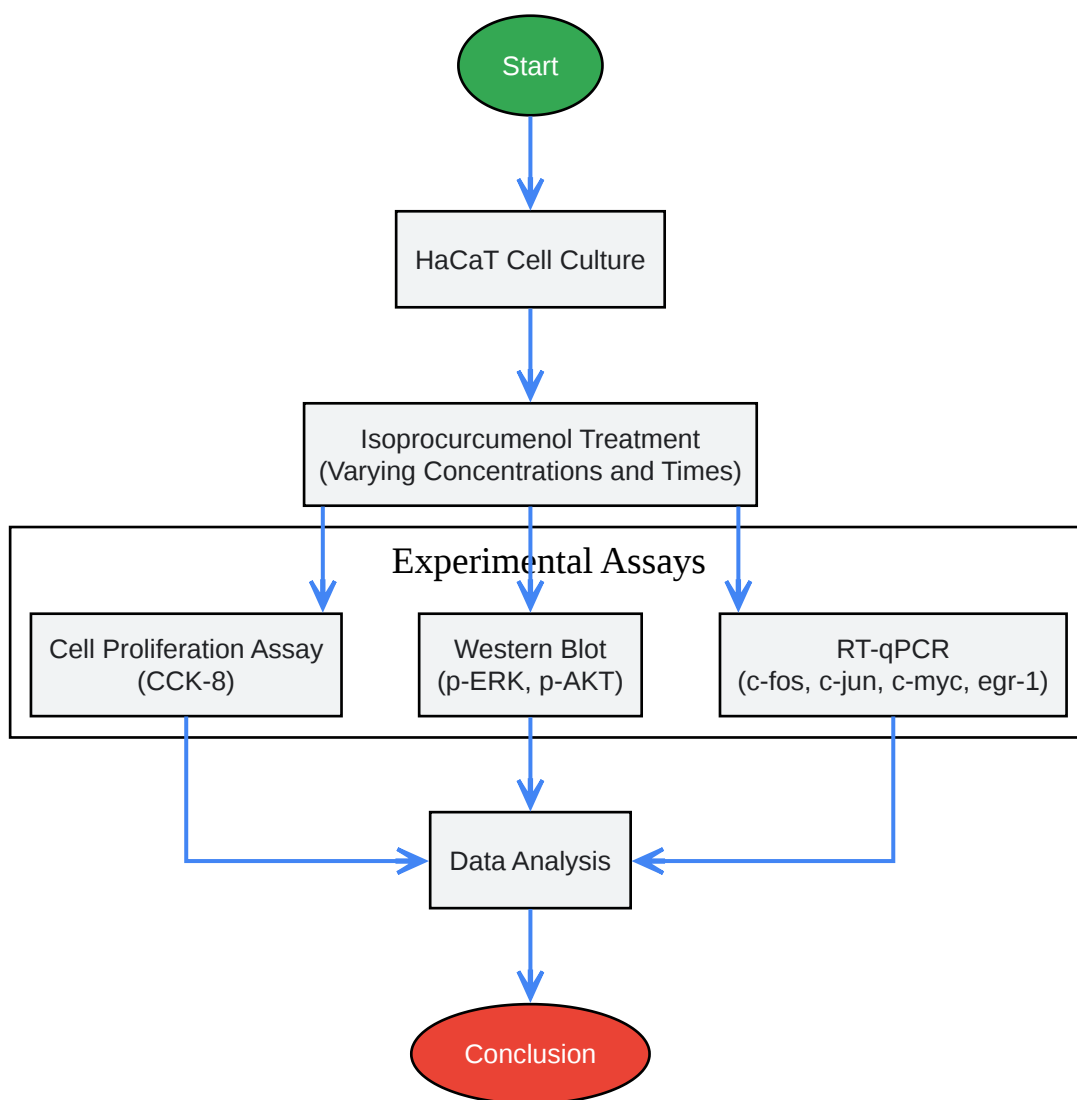 Start
HaCaT Cell Culture
Isoprocurcumenol Treatment
(Varying Concentrations and Times)
Experimental Assays
Cell Proliferation Assay
(CCK-8)
Western Blot
(p-ERK, p-AKT)
RT-qPCR
(c-fos, c-jun, c-myc, egr-1)
Data Analysis
Conclusion